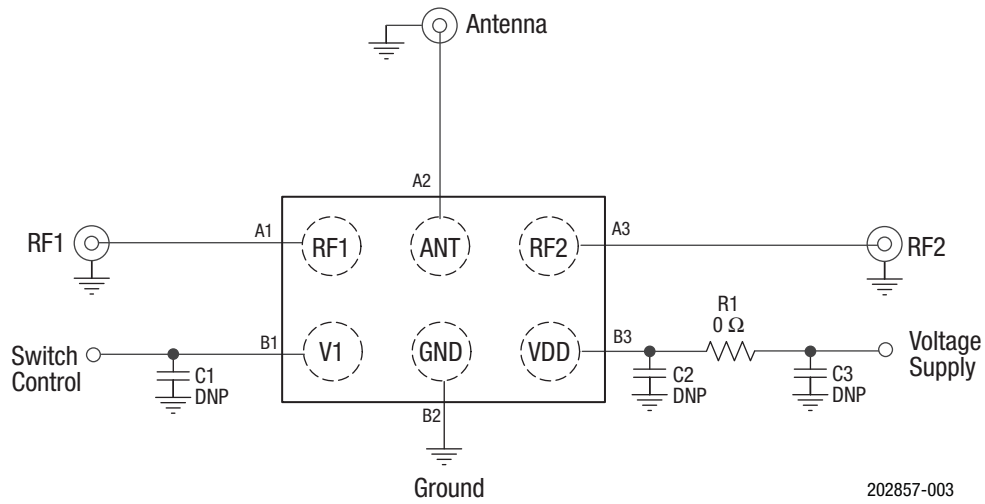 Antenna
A2
RF1
A1
RF1
ANT
RF2
A3
RF2
Switch
Control
C1
DNP
B1
V1
GND
VDD
B3
R1
0 Ω
C2
DNP
C3
DNP
Voltage
Supply
B2
Ground
202857-003